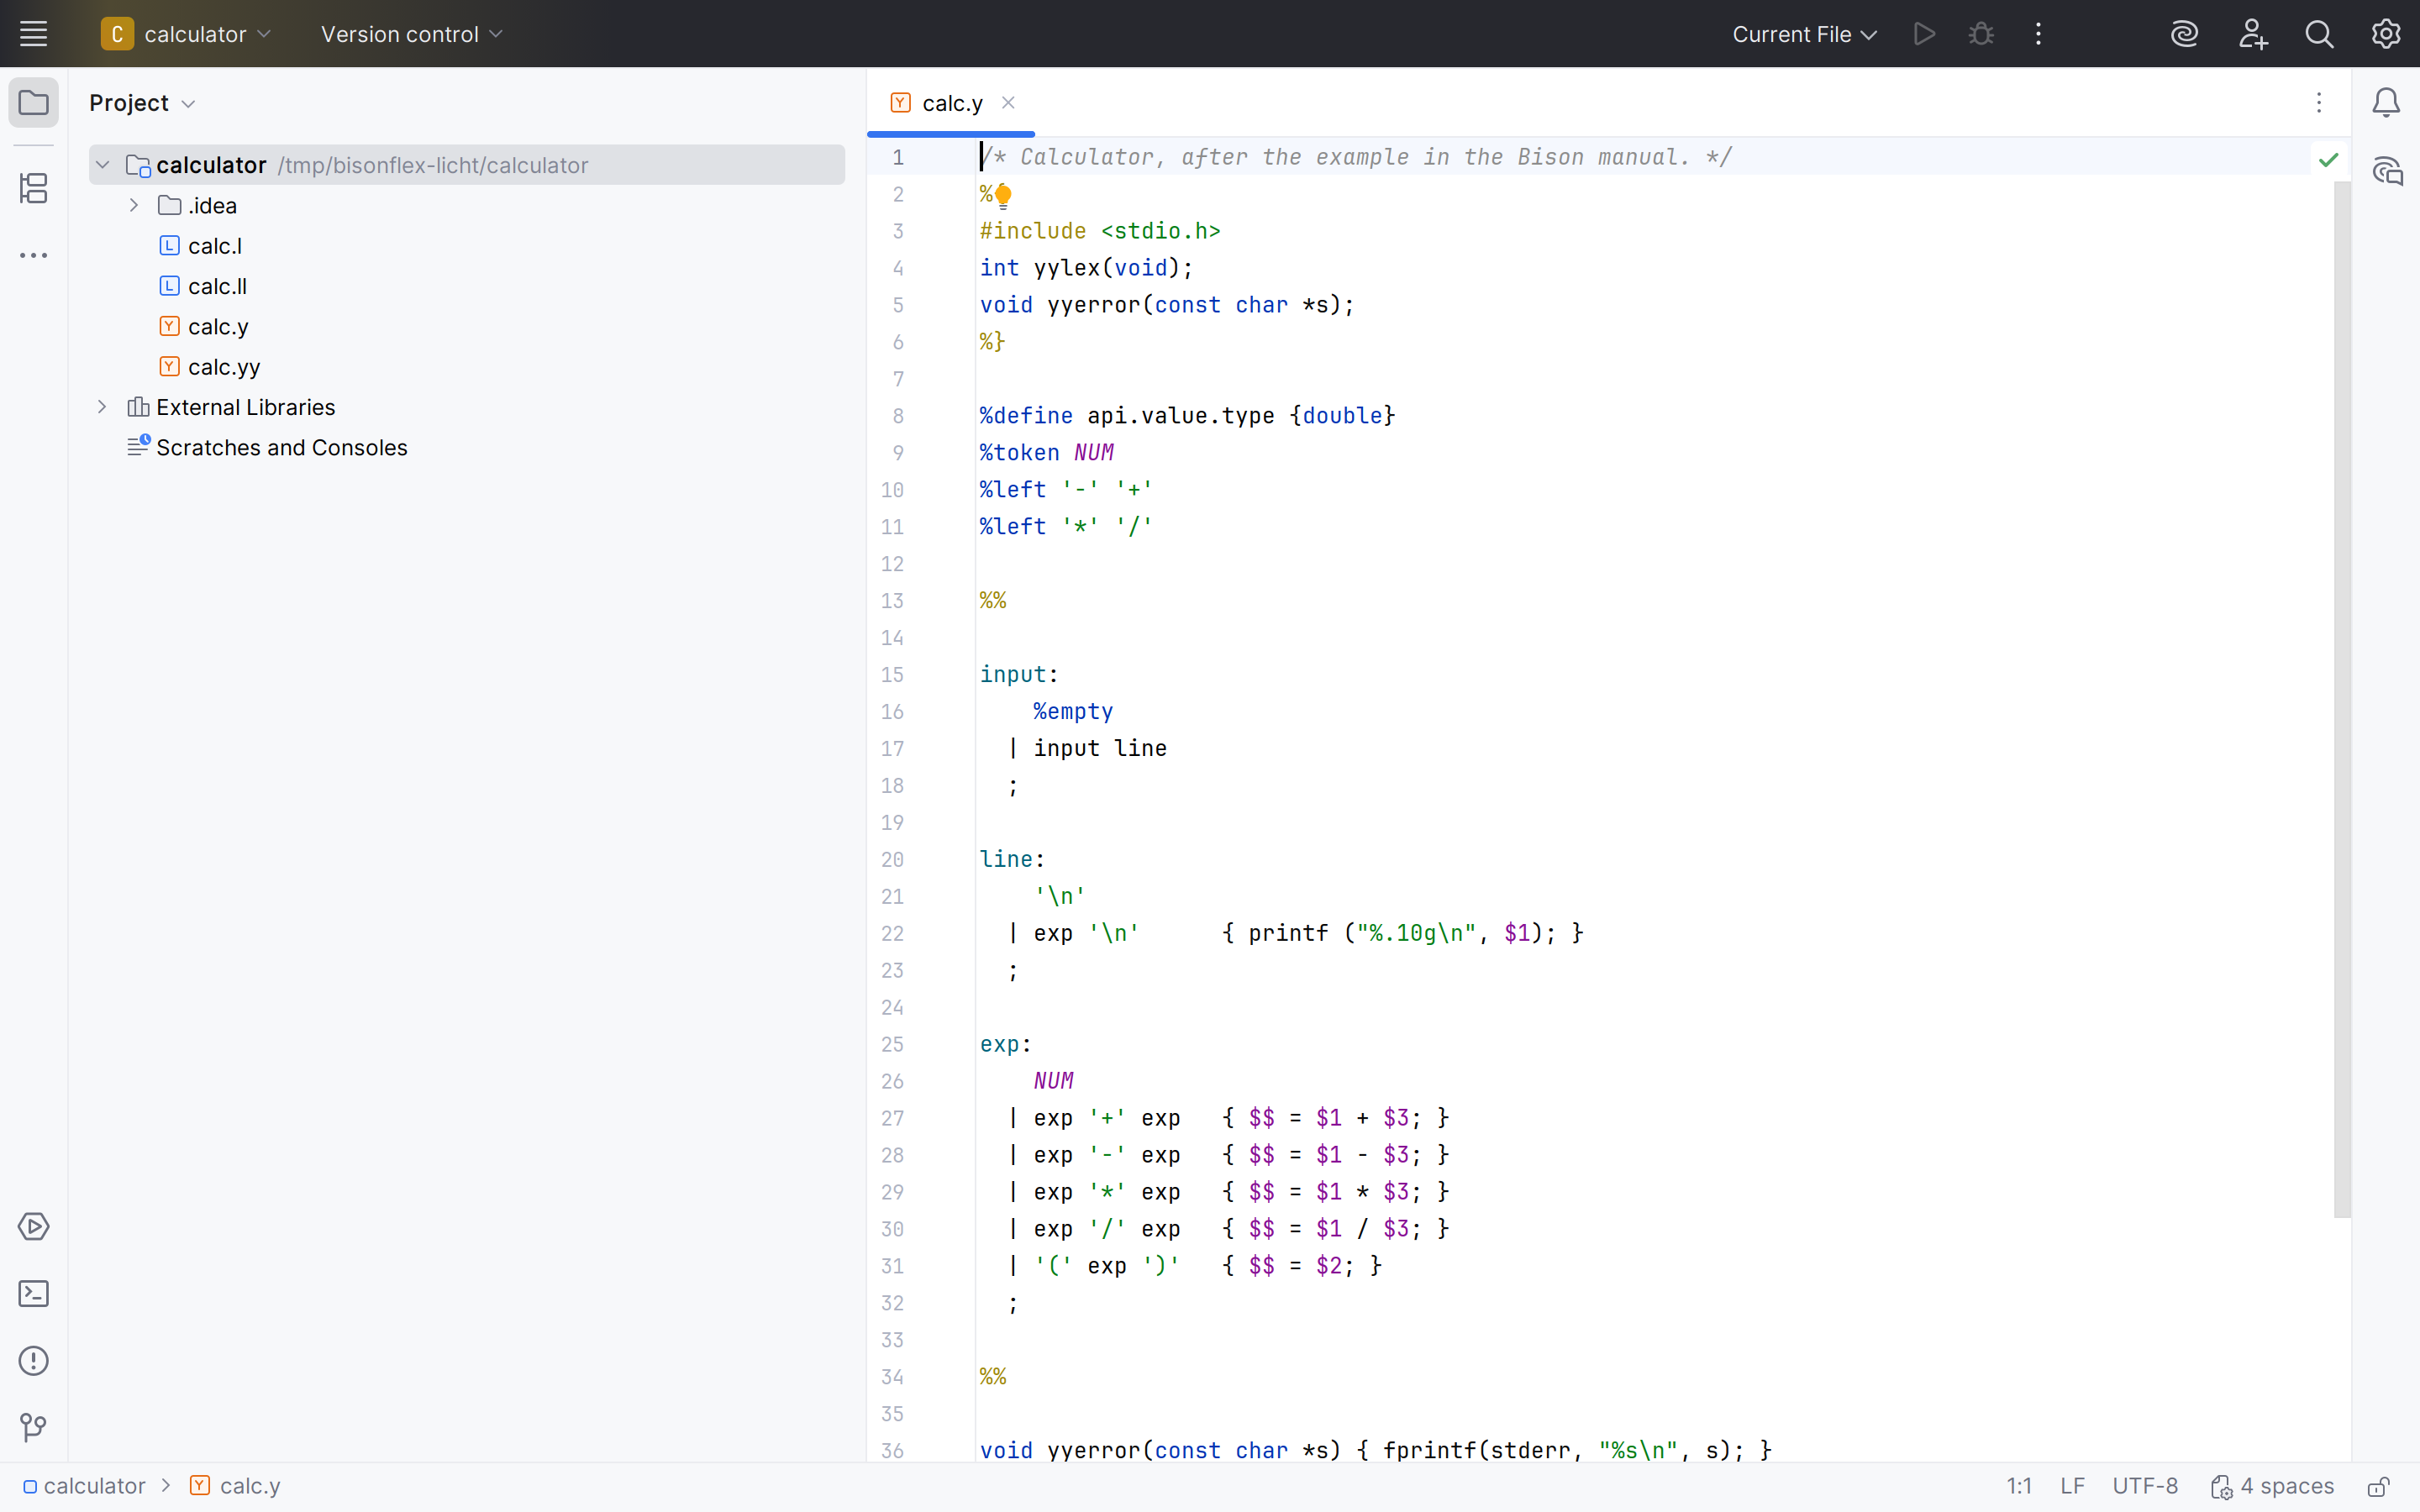 C calculator Version control Current File
Project
calculator /tmp/bisonflex-licht/calculator
.idea
L calc.l
L calc.ll
Y calc.y
Y calc.yy
External Libraries
Scratches and Consoles
Y calc.y
1 /* Calculator, after the example in the Bison manual. */
2 %
3 #include <stdio.h>
4 int yylex(void);
5 void yyerror(const char *s);
6 %}
7
8 %define api.value.type {double}
9 %token NUM
10 %left '-' '+'
11 %left '*' '/'
12
13 %%
14
15 input:
16 %empty
17 | input line
18 ;
19
20 line:
21 '\n'
22 | exp '\n' { printf ("%.10g\n", $1); }
23 ;
24
25 exp:
26 NUM
27 | exp '+' exp { $$ = $1 + $3; }
28 | exp '-' exp { $$ = $1 - $3; }
29 | exp '*' exp { $$ = $1 * $3; }
30 | exp '/' exp { $$ = $1 / $3; }
31 | '(' exp ')' { $$ = $2; }
32 ;
33
34 %%
35
36 void yyerror(const char *s) { fprintf(stderr, "%s\n", s); }
calculator Y calc.y 1:1 LF UTF-8 4 spaces